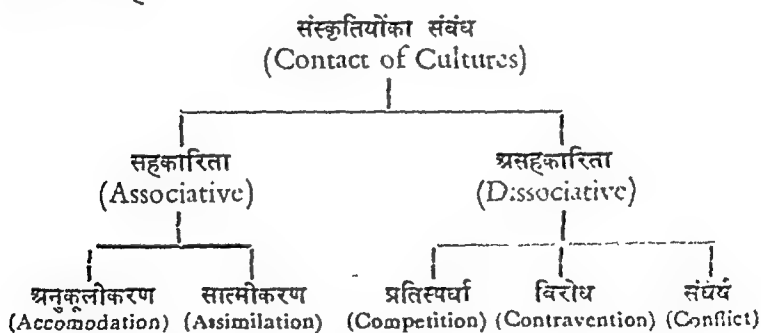 संस्कृतियोंका संबंध
(Contact of Cultures)
सहकारिता असहकारिता
(Associative) (Dissociative)
अनुकूलीकरण सात्मीकरण प्रतिस्पर्धा विरोध संघर्ष
(Accomodation) (Assimilation) (Competition) (Contravention) (Conflict)